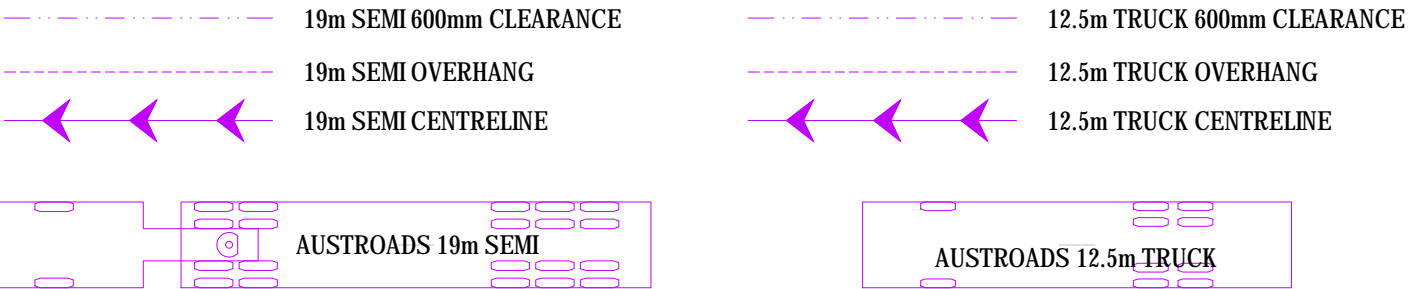 19m SEMI 600mm CLEARANCE
12.5m TRUCK 600mm CLEARANCE
19m SEMI OVERHANG
12.5m TRUCK OVERHANG
19m SEMI CENTRELINE
12.5m TRUCK CENTRELINE
AUSTROADS 19m SEMI
AUSTROADS 12.5m TRUCK